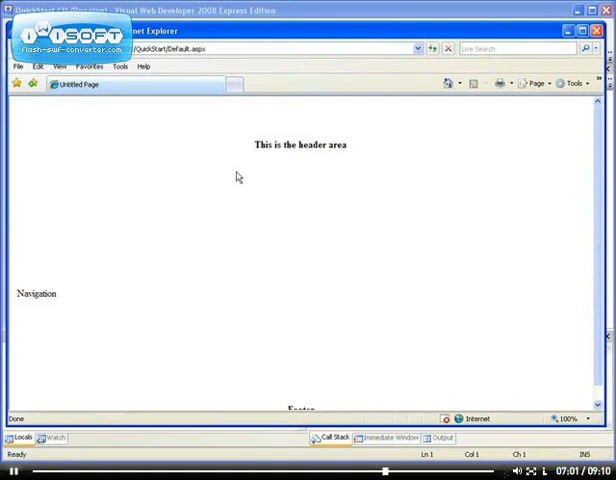 QuickStart C# (Running) - Visual Web Developer 2008 Express Edition
iWiSOFT
flash-swf-converter.com
net Explorer
/QuickStart/Default.aspx
Live Search
File Edit View Favorites Tools Help
Untitled Page
Page
Tools
This is the header area
Navigation
Footer
Done
Internet
100%
Locals
Watch
Call Stack
Immediate Window
Output
Ready
Ln 1
Col 1
Ch 1
INS
07:01 / 09:10